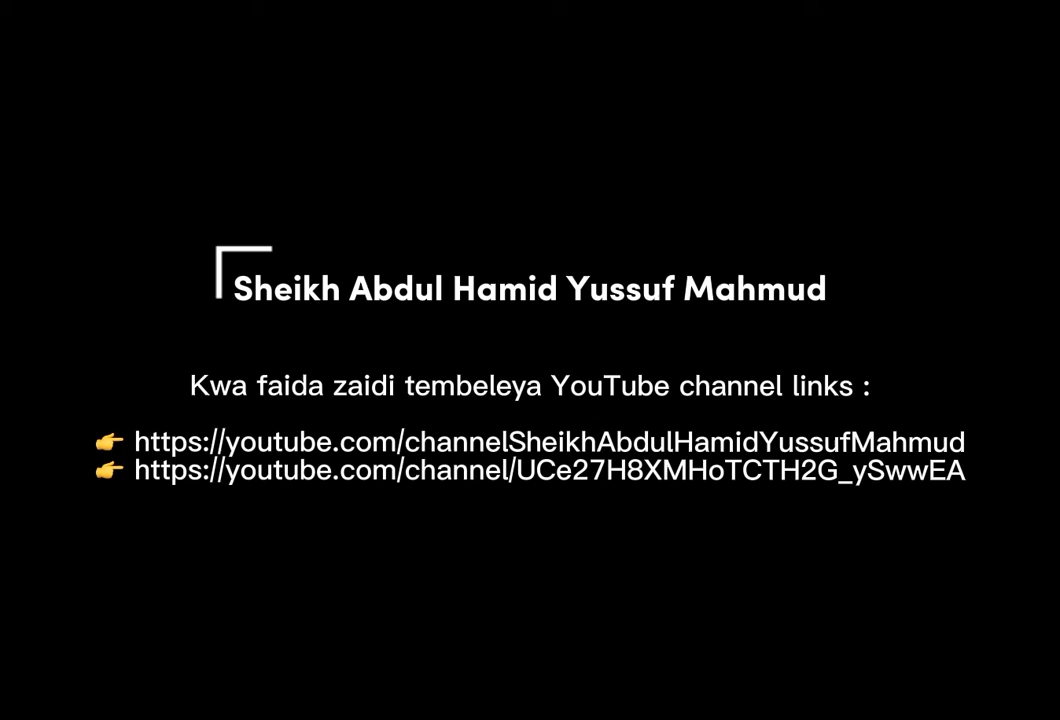 Sheikh Abdul Hamid Yussuf Mahmud
Kwa faida zaidi tembeleya YouTube channel links :
👉 https://youtube.com/channelSheikhAbdulHamidYussufMahmud
👉 https://youtube.com/channel/UCe27H8XMHoTCTH2G_ySwwEA